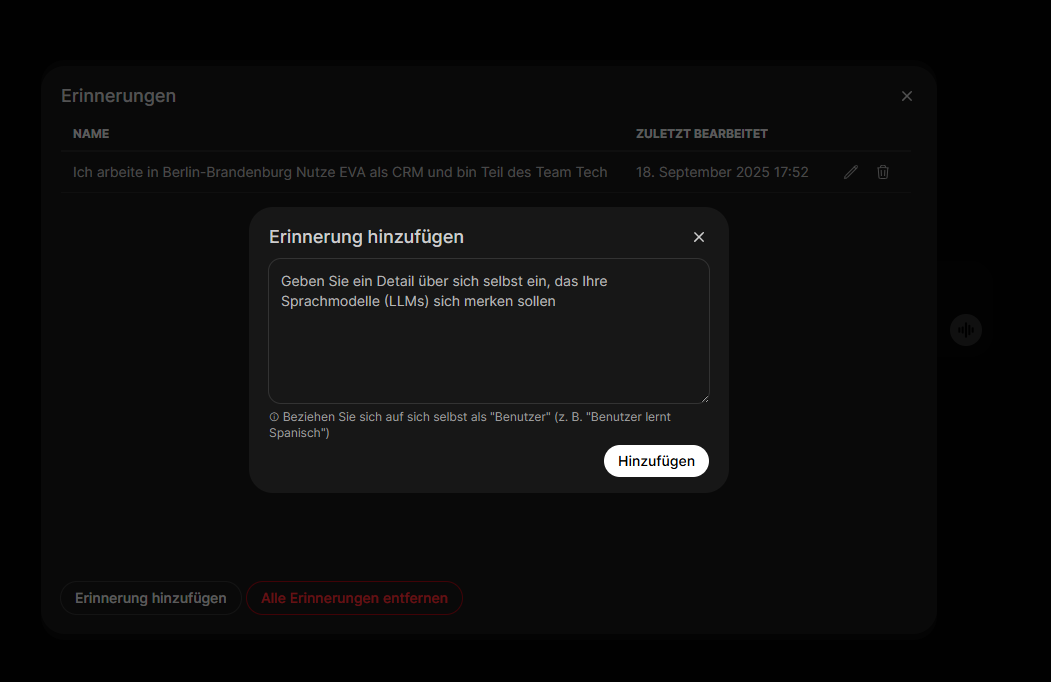 Erinnerungen
NAME
ZULETZT BEARBEITET
Ich arbeite in Berlin-Brandenburg Nutze EVA als CRM und bin Teil des Team Tech
18. September 2025 17:52
Erinnerung hinzufügen
Geben Sie ein Detail über sich selbst ein, das Ihre
Sprachmodelle (LLMs) sich merken sollen
Beziehen Sie sich auf sich selbst als "Benutzer" (z. B. "Benutzer lernt
Spanisch")
Hinzufügen
Erinnerung hinzufügen
Alle Erinnerungen entfernen